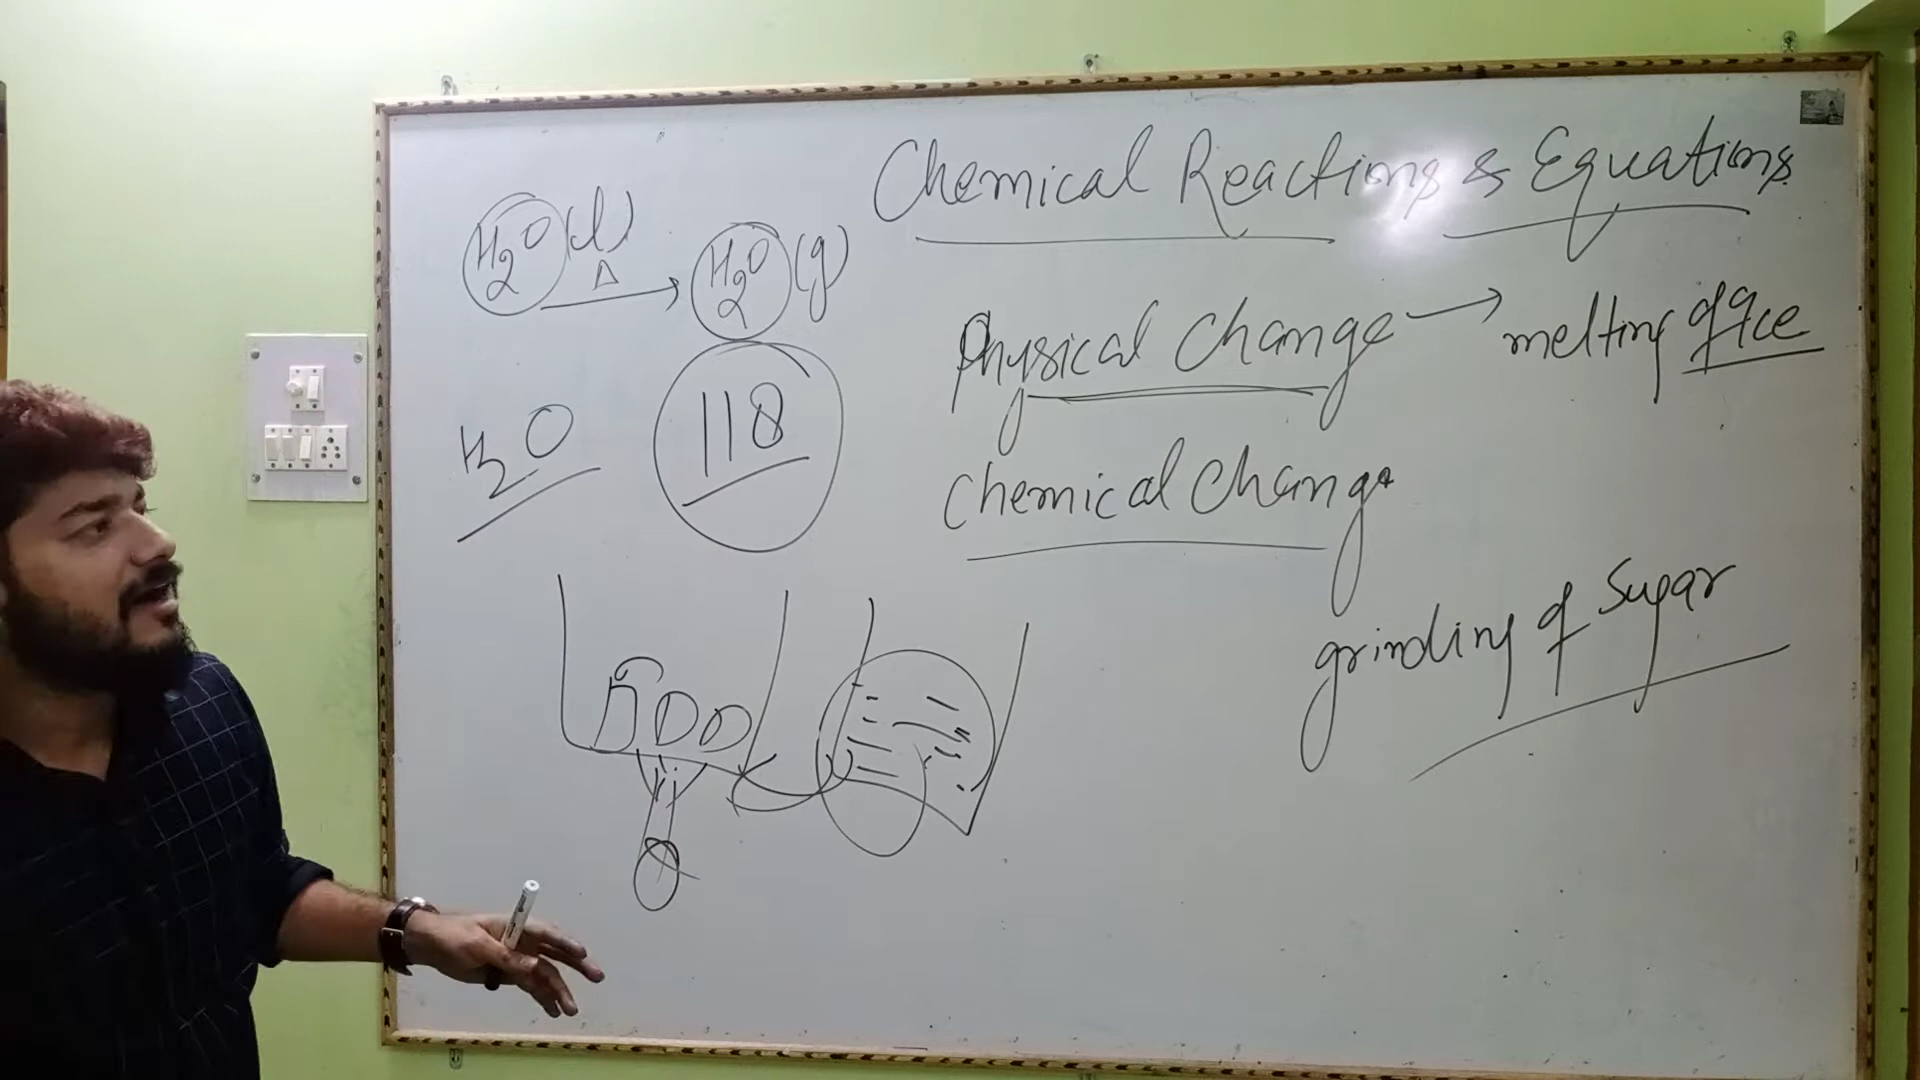 Chemical Reactions & Equations
H2O(l) Δ → H2O(g)
Physical Change → melting of Ice
118
H2O
Chemical Change
grinding of Sugar